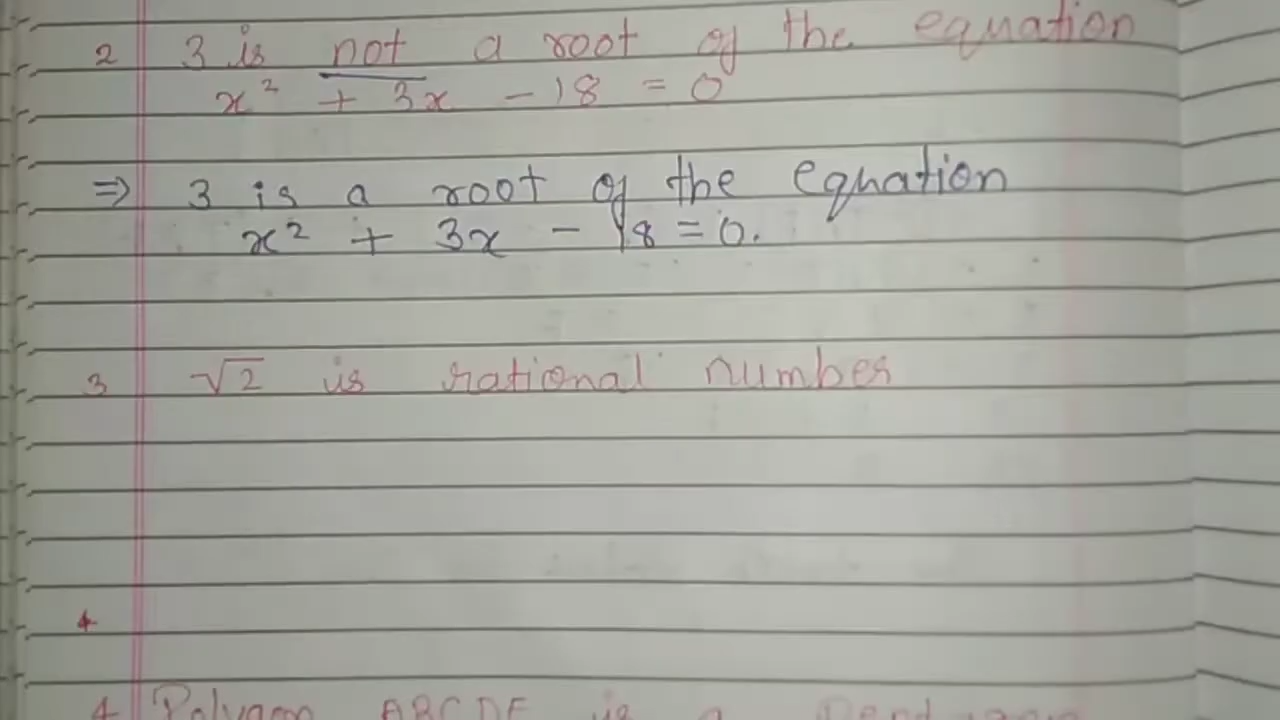 2 3 is not a root of the equation
x² + 3x - 18 = 0
⇒ 3 is a root of the equation
x² + 3x - 18 = 0.
3 √2 is rational number
4
4 Polygon ABCDE is a Pentagon